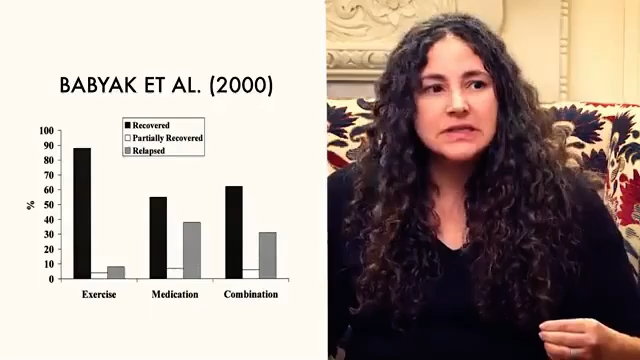 BABYAK ET AL. (2000)
Recovered
Partially Recovered
Relapsed
100
90
80
70
60
50
40
30
20
10
0
%
Exercise
Medication
Combination